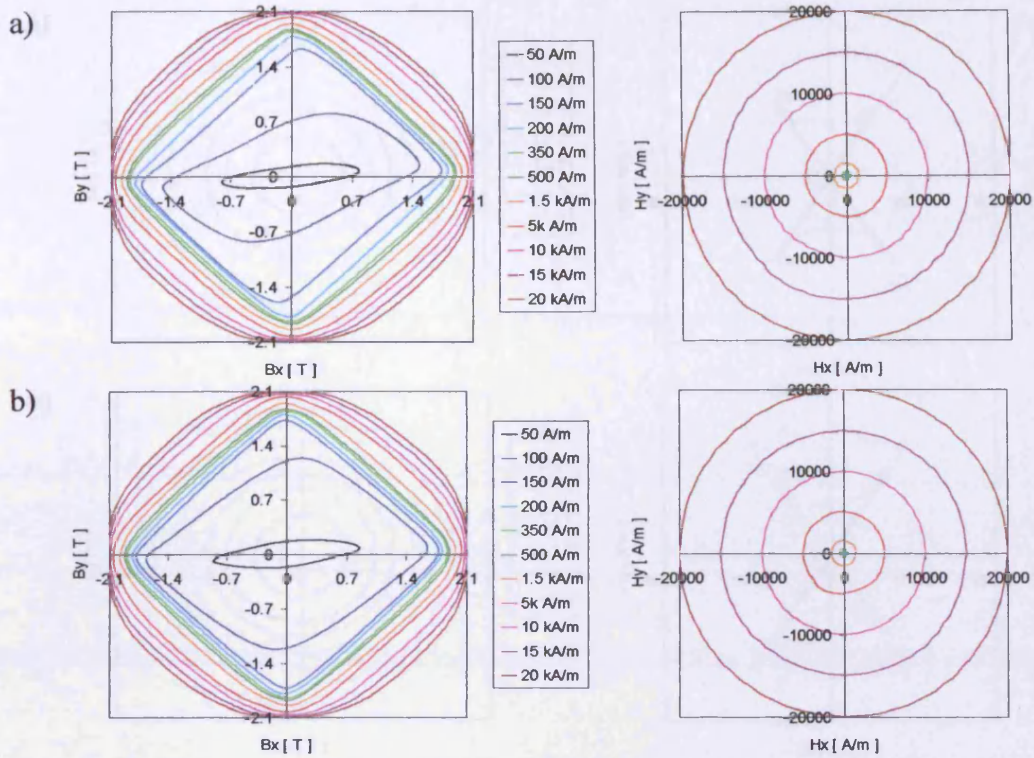 a)
2.1
1.4
0.7
0
-0.7
-1.4
-2.1
-2.1
-1.4
-0.7
0
0.7
1.4
2.1
By [ T ]
Bx [ T ]
50 A/m
100 A/m
150 A/m
200 A/m
350 A/m
500 A/m
1.5 kA/m
5k A/m
10 kA/m
15 kA/m
20 kA/m
20000
10000
0
-10000
-20000
-20000
-10000
0
10000
20000
Hy [ A/m ]
Hx [ A/m ]
b)
2.1
1.4
0.7
0
-0.7
-1.4
-2.1
-2.1
-1.4
-0.7
0
0.7
1.4
2.1
By [ T ]
Bx [ T ]
50 A/m
100 A/m
150 A/m
200 A/m
350 A/m
500 A/m
1.5 kA/m
5k A/m
10 kA/m
15 kA/m
20 kA/m
20000
10000
0
-10000
-20000
-20000
-10000
0
10000
20000
Hy [ A/m ]
Hx [ A/m ]